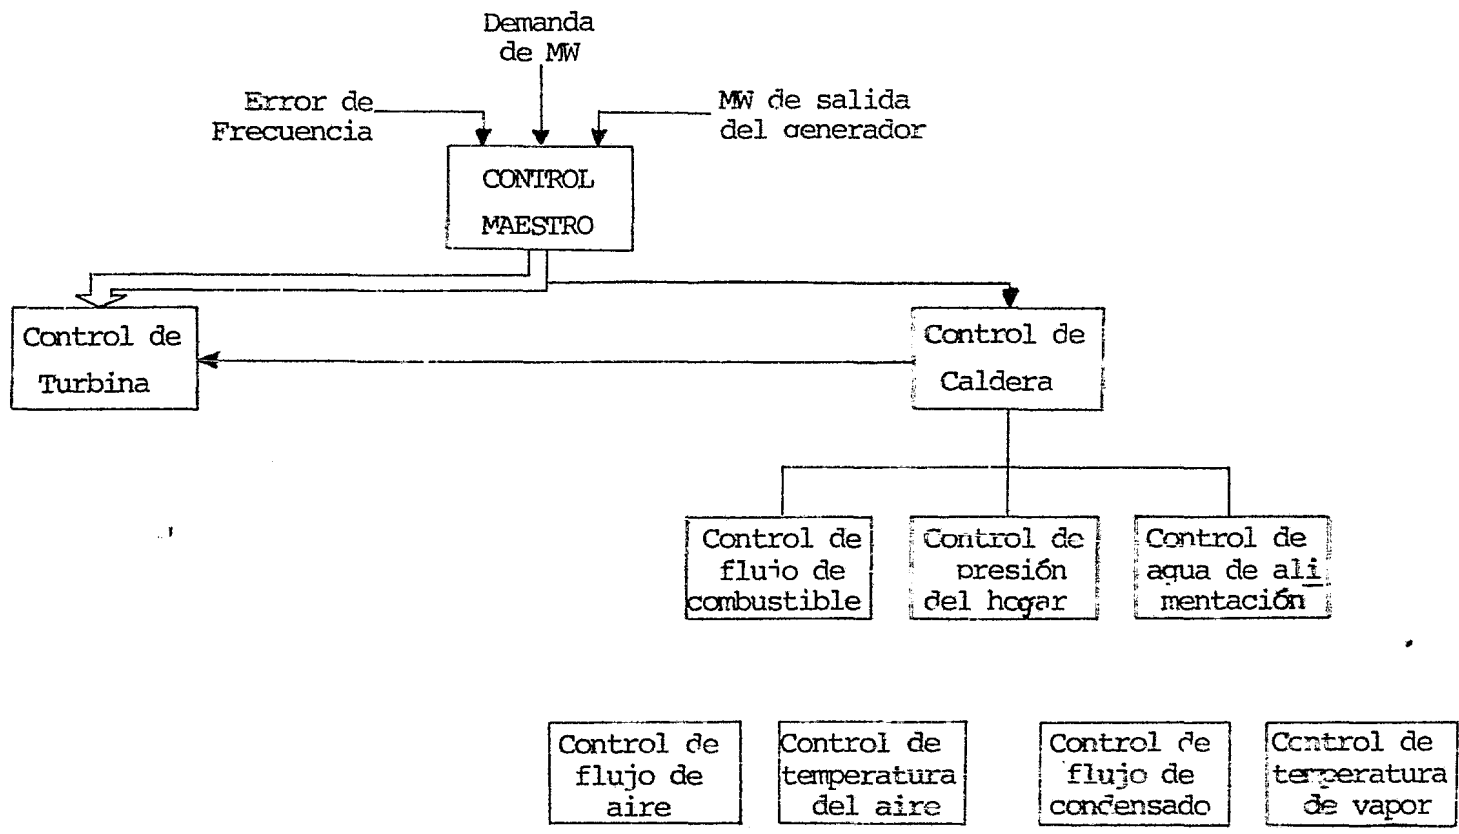 Demanda
de MW
Error de
Frecuencia
MW de salida
del generador
CONTROL
MAESTRO
Control de
Turbina
Control de
Caldera
Control de
flujo de
combustible
Control de
presión
del hogar
Control de
agua de ali
mentación
Control de
flujo de
aire
Control de
temperatura
del aire
Control de
flujo de
condensado
Control de
temperatura
de vapor